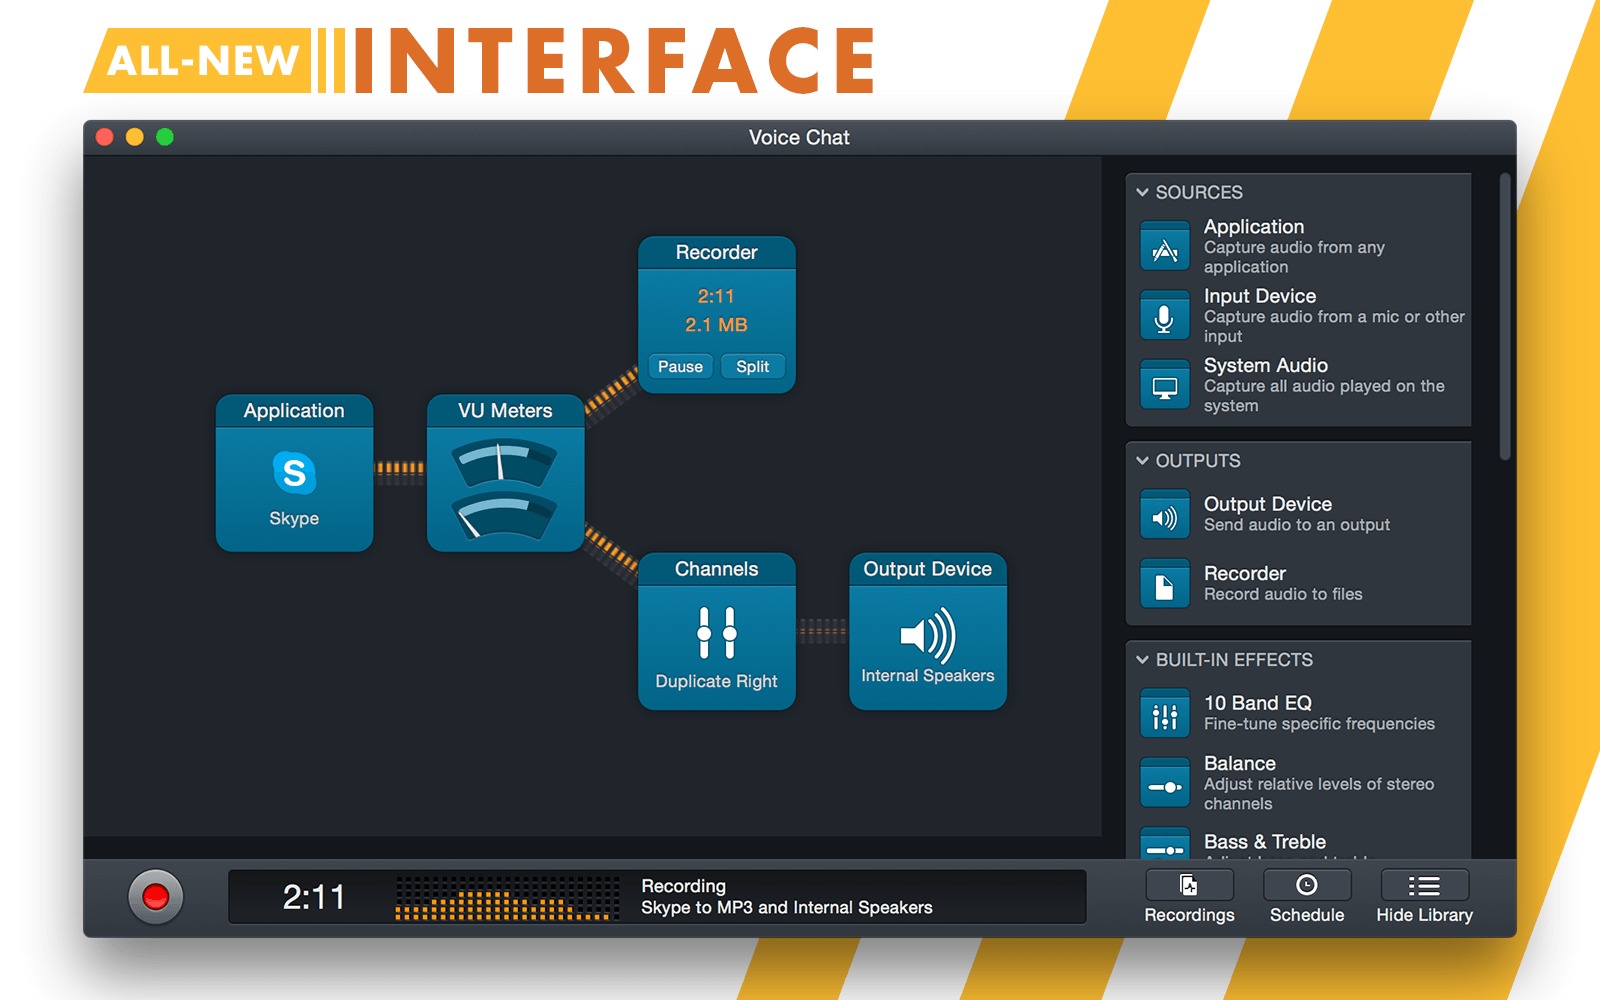 ALL-NEW INTERFACE
Voice Chat
Recorder
2:11
2.1 MB
Pause Split
Application
Skype
VU Meters
Channels
Duplicate Right
Output Device
Internal Speakers
SOURCES
Application
Capture audio from any
application
Input Device
Capture audio from a mic or other
input
System Audio
Capture all audio played on the
system
OUTPUTS
Output Device
Send audio to an output
Recorder
Record audio to files
BUILT-IN EFFECTS
10 Band EQ
Fine-tune specific frequencies
Balance
Adjust relative levels of stereo
channels
Bass & Treble
2:11
Recording
Skype to MP3 and Internal Speakers
Recordings
Schedule
Hide Library